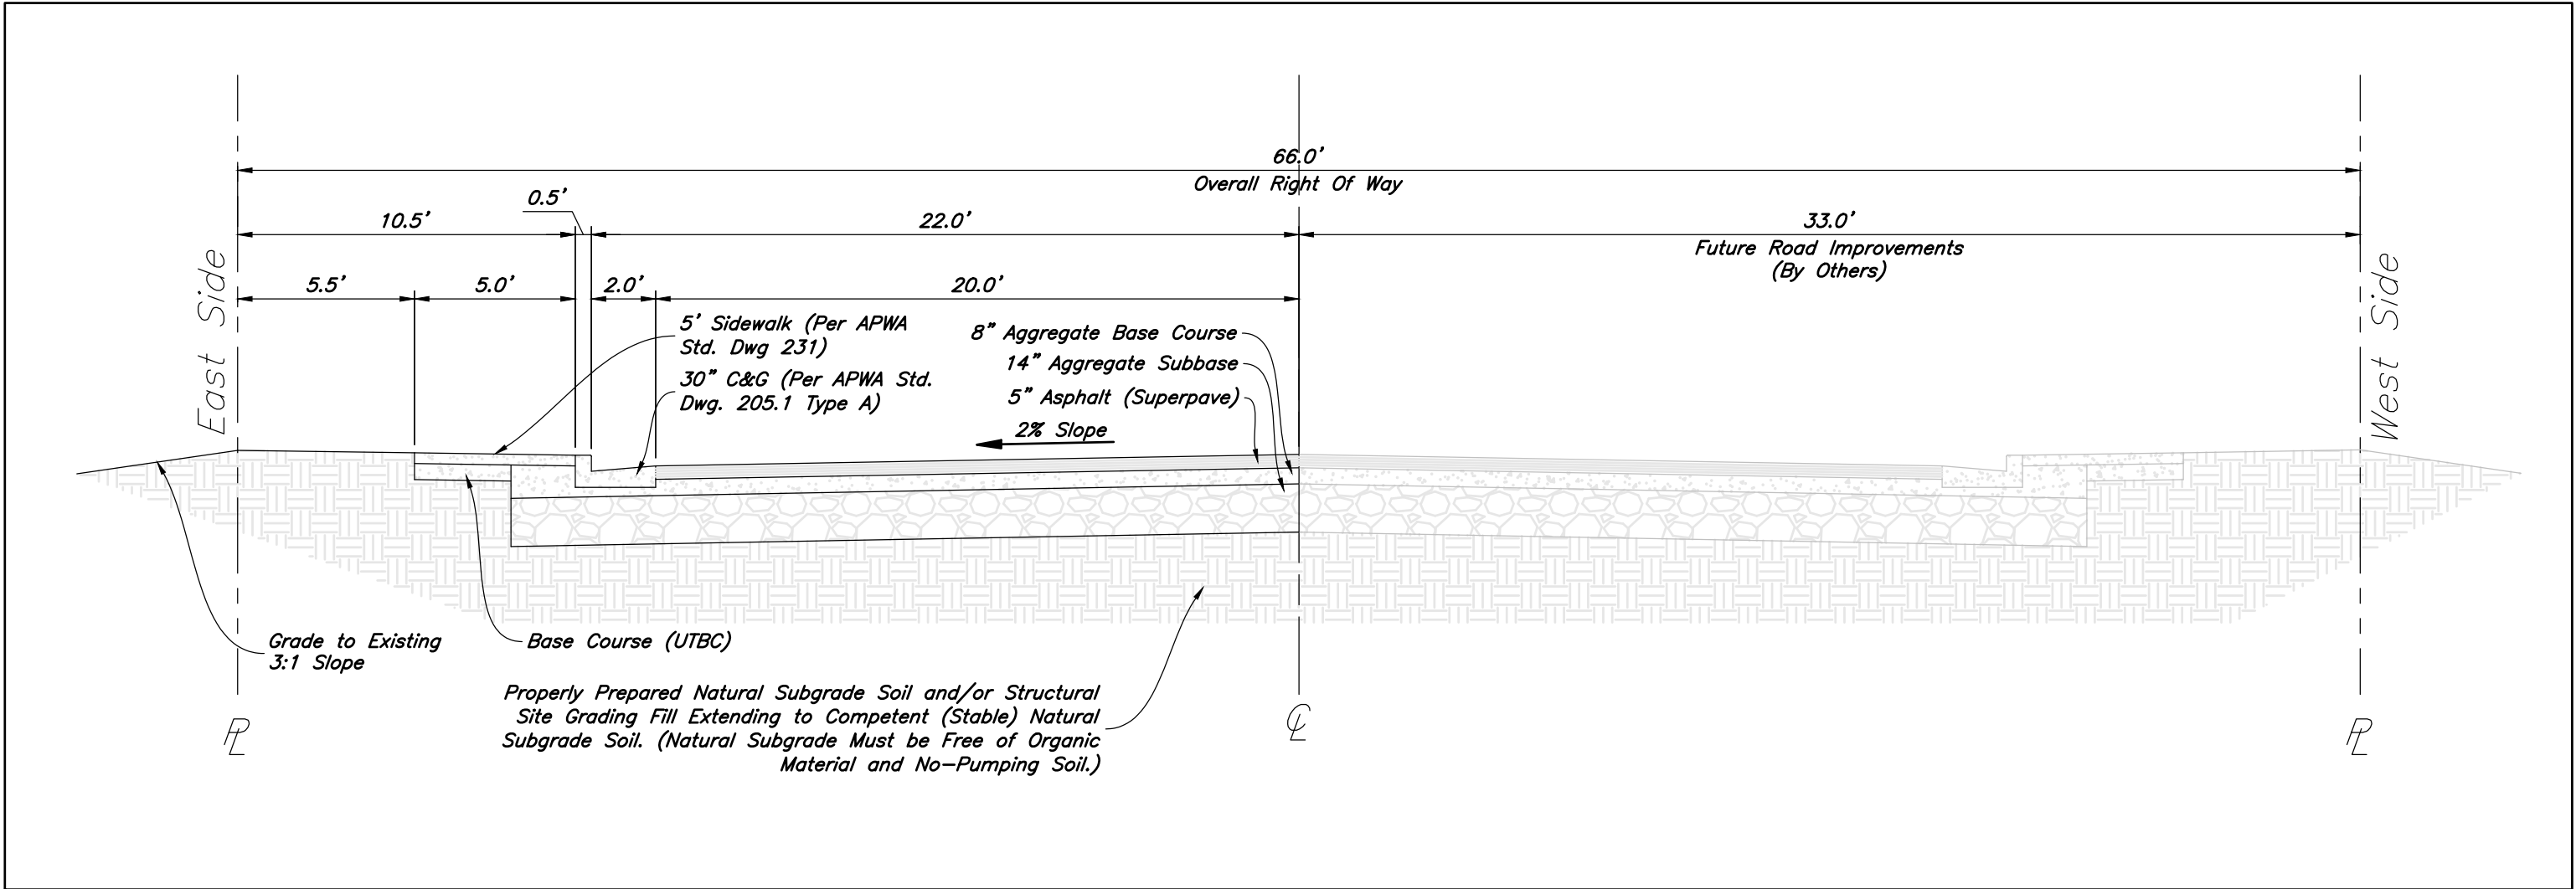 66.0'
Overall Right Of Way
0.5'
10.5'
22.0'
33.0'
Future Road Improvements
(By Others)
5.5'
5.0'
2.0'
20.0'
East Side
West Side
5' Sidewalk (Per APWA
Std. Dwg 231)
30" C&G (Per APWA Std.
Dwg. 205.1 Type A)
8" Aggregate Base Course
14" Aggregate Subbase
5" Asphalt (Superpave)
2% Slope
Grade to Existing
3:1 Slope
Base Course (UTBC)
Properly Prepared Natural Subgrade Soil and/or Structural
Site Grading Fill Extending to Competent (Stable) Natural
Subgrade Soil. (Natural Subgrade Must be Free of Organic
Material and No-Pumping Soil.)
PL
CL
PL